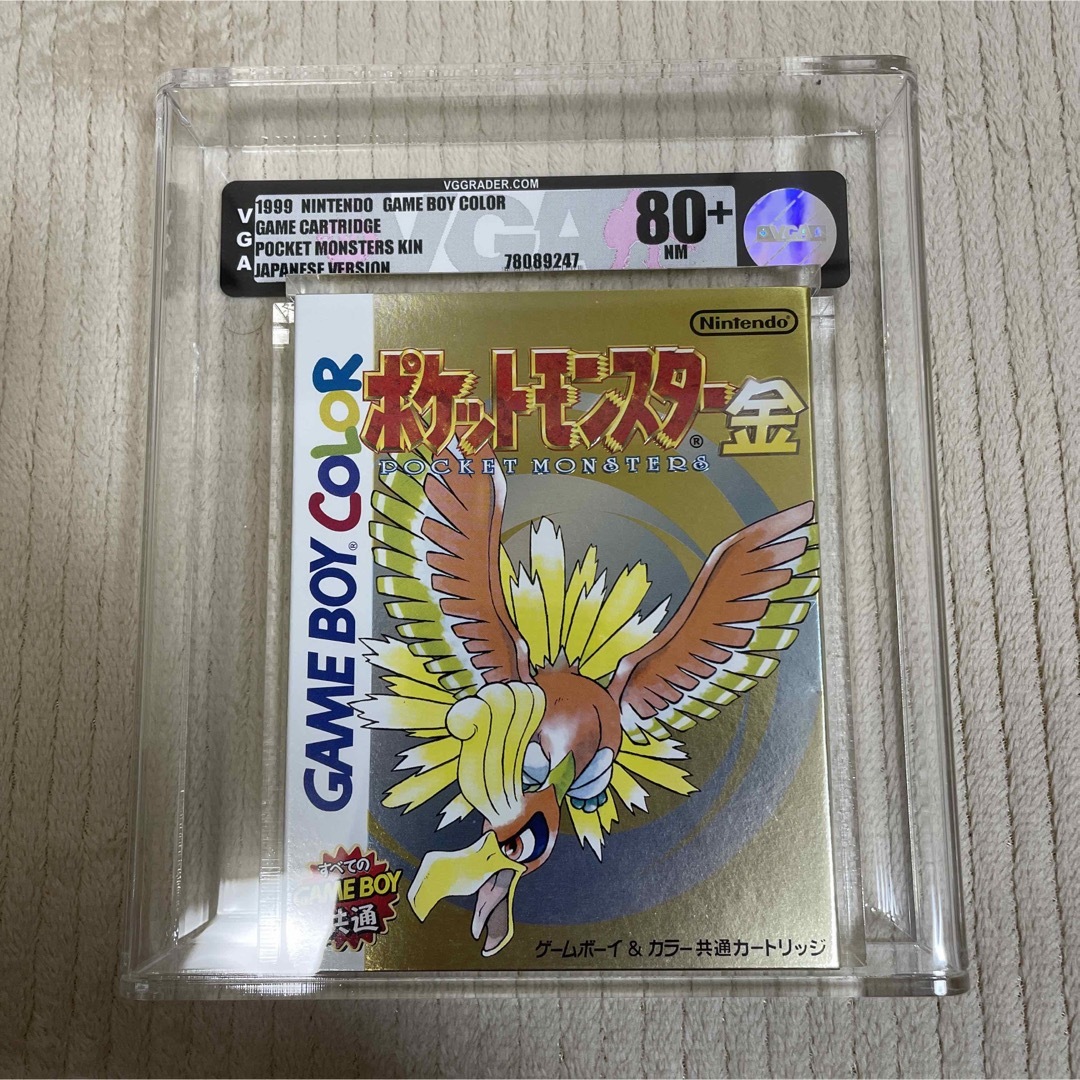 VGGRADER.COM
VGA
1999 NINTENDO GAME BOY COLOR
GAME CARTRIDGE
POCKET MONSTERS KIN
JAPANESE VERSION
78089247
VGA
80+
NM
VGA
Nintendo®
ポケットモンスター金
®
POCKET MONSTERS
GAME BOY® COLOR
すべての
GAME BOY
共通
ゲームボーイ&カラー共通カートリッジ